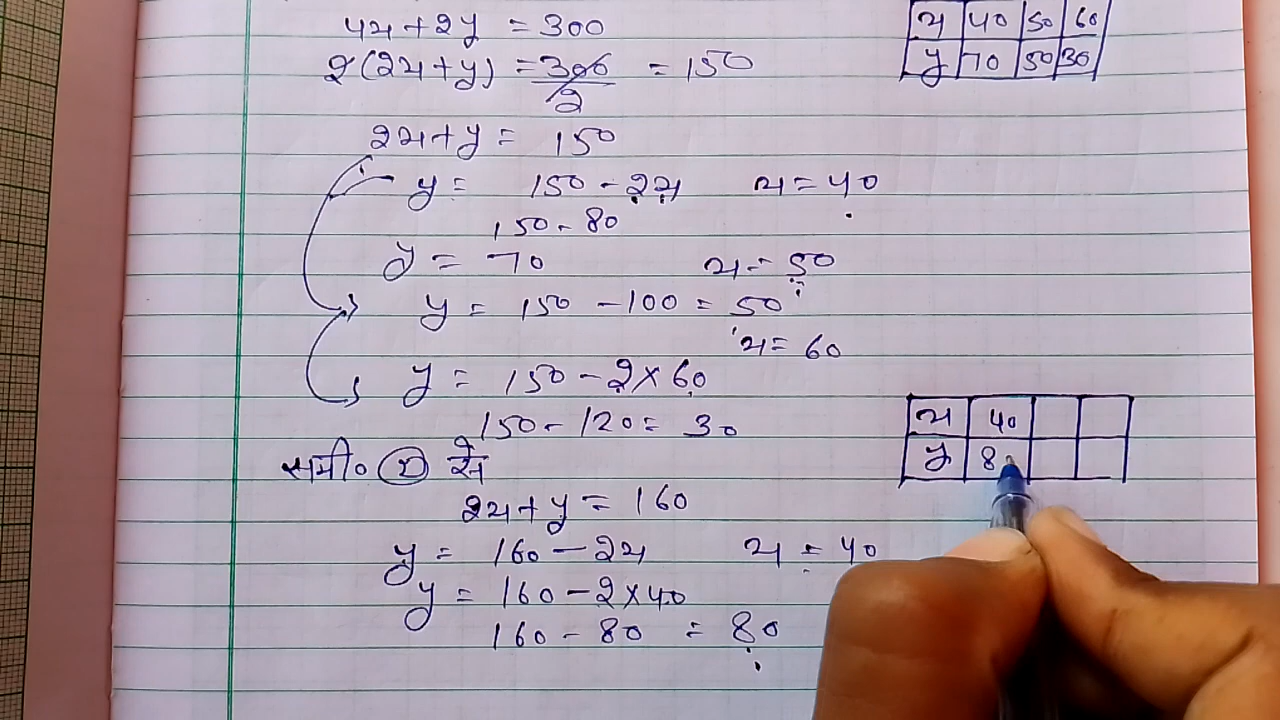 4x + 2y = 300
x 40 50 60
2(2x + y) = 300/2 = 150
y 70 50 30
2x + y = 150
y = 150 - 2x x = 40
150 - 80
y = 70 x = 50
y = 150 - 100 = 50
x = 60
y = 150 - 2 × 60
150 - 120 = 30
x 40
समी० (2) से
y 80
2x + y = 160
y = 160 - 2x x = 40
y = 160 - 2 × 40
160 - 80 = 80